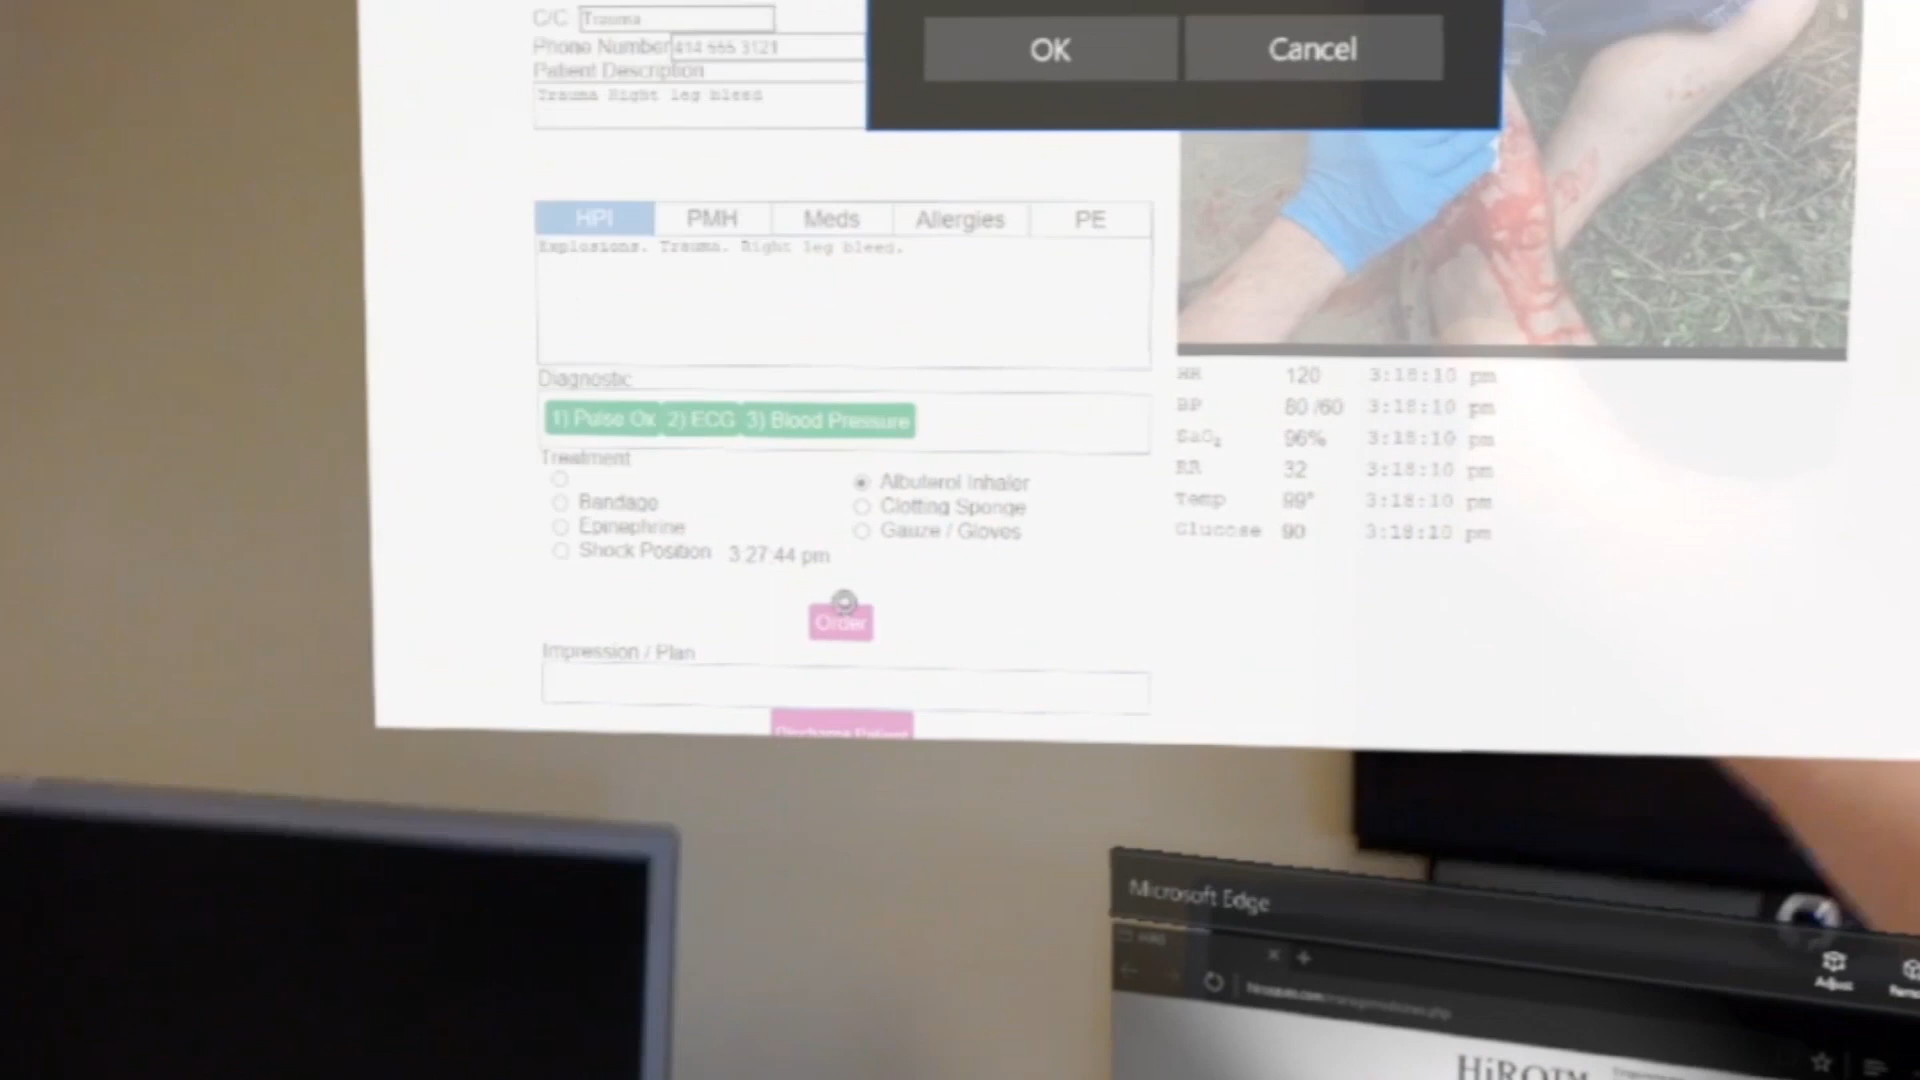 C/C Trauma
Phone Number 414 555 3121
Patient Description
Trauma Right leg bleed
OK Cancel
HPI PMH Meds Allergies PE
Explosions. Trauma. Right leg bleed.
Diagnostic
1) Pulse Ox 2) ECG 3) Blood Pressure
Treatment
Albuterol Inhaler
Bandage Clotting Sponge
Epinephrine Gauze / Gloves
Shock Position 3:27:44 pm
Order
Impression / Plan
Discharge Patient
HR 120 3:18:10 pm
BP 80 /60 3:18:10 pm
SaO₂ 96% 3:18:10 pm
RR 32 3:18:10 pm
Temp 99° 3:18:10 pm
Glucose 90 3:18:10 pm
Microsoft Edge
Adjust
HiRO™